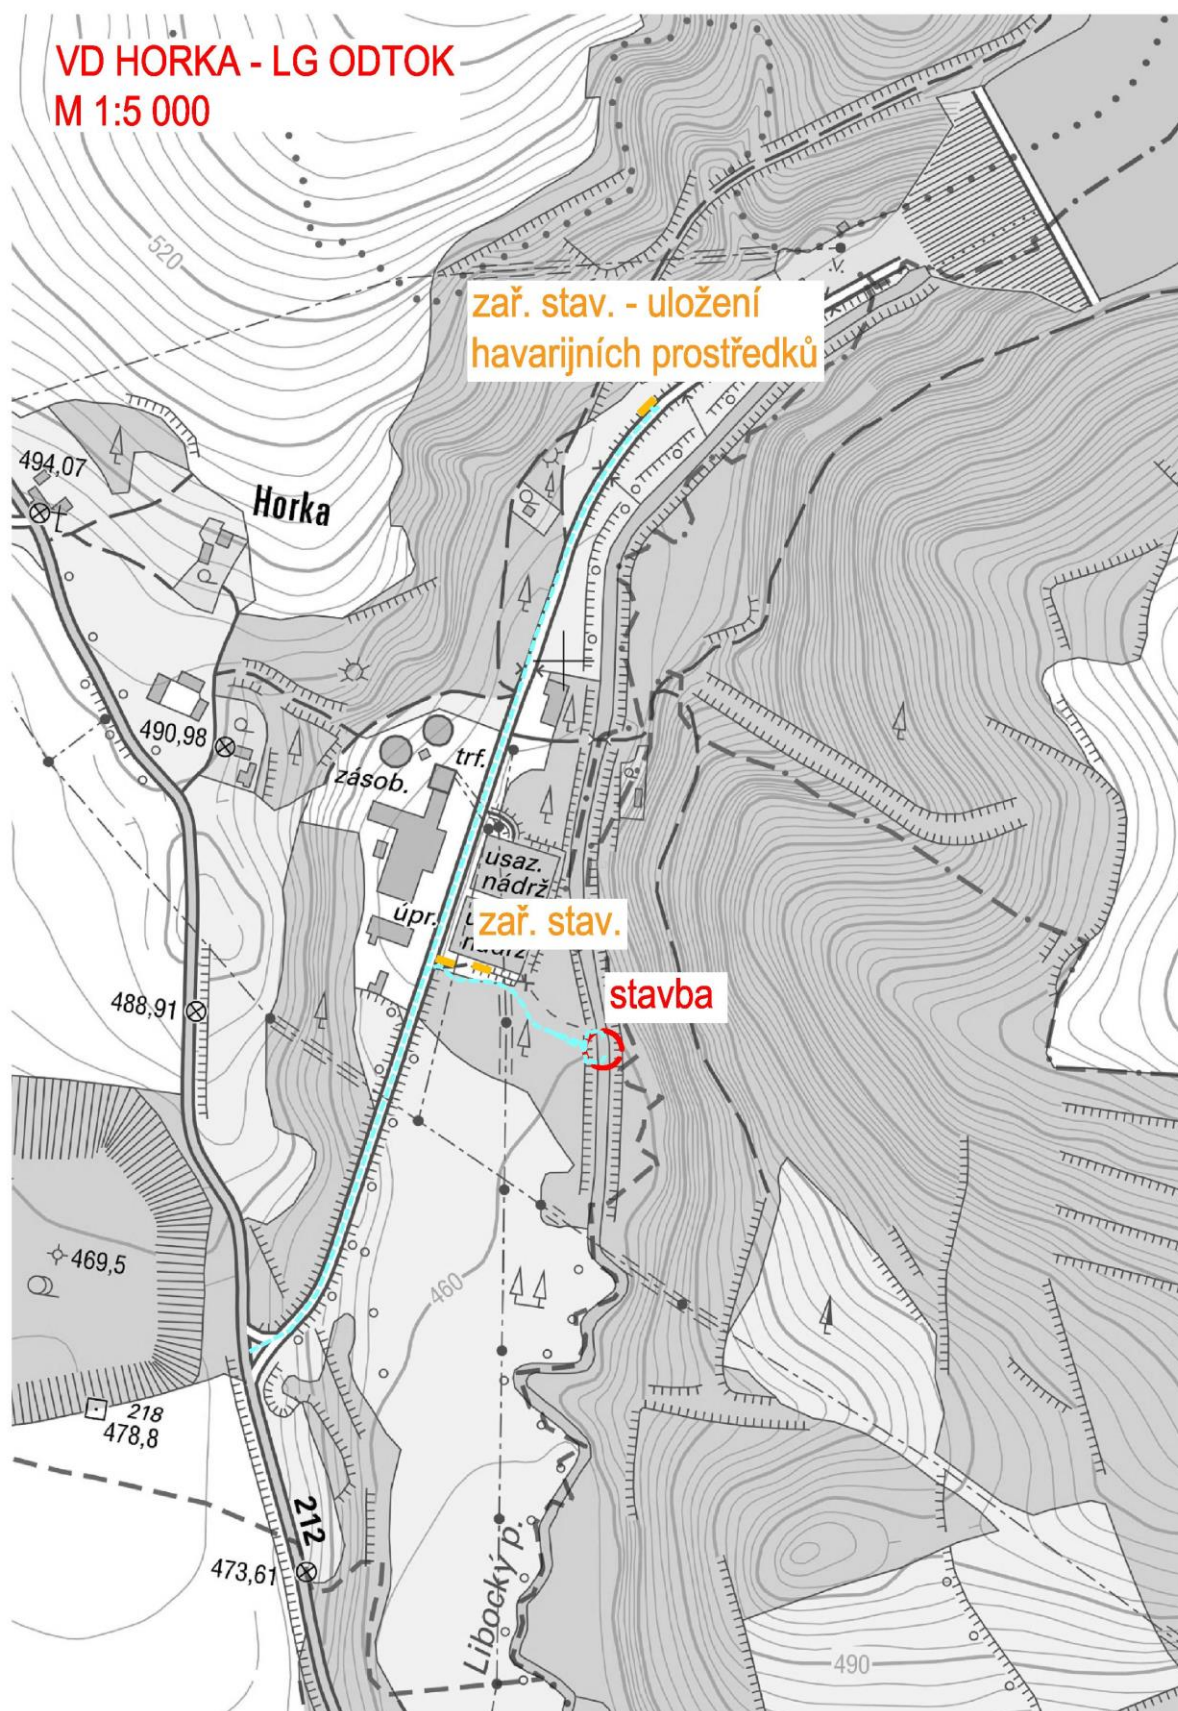 VD HORKA - LG ODTOK
M 1:5 000
520
zař. stav. - uložení
havarijních prostředků
494,07
Horka
490,98
trf.
zásob.
usaz.
nádrž
úpr.
zař. stav.
488,91
stavba
469,5
460
218
478,8
212
473,61
Libocký p.
490